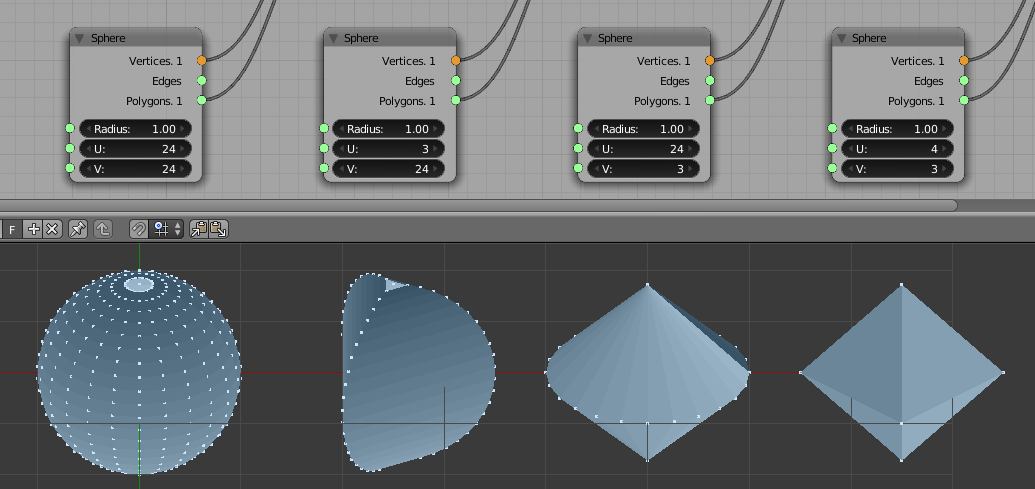 Sphere
Vertices. 1
Edges
Polygons. 1
Radius: 1.00
U: 24
V: 24
Sphere
Vertices. 1
Edges
Polygons. 1
Radius: 1.00
U: 3
V: 24
Sphere
Vertices. 1
Edges
Polygons. 1
Radius: 1.00
U: 24
V: 3
Sphere
Vertices. 1
Edges
Polygons. 1
Radius: 1.00
U: 4
V: 3
F